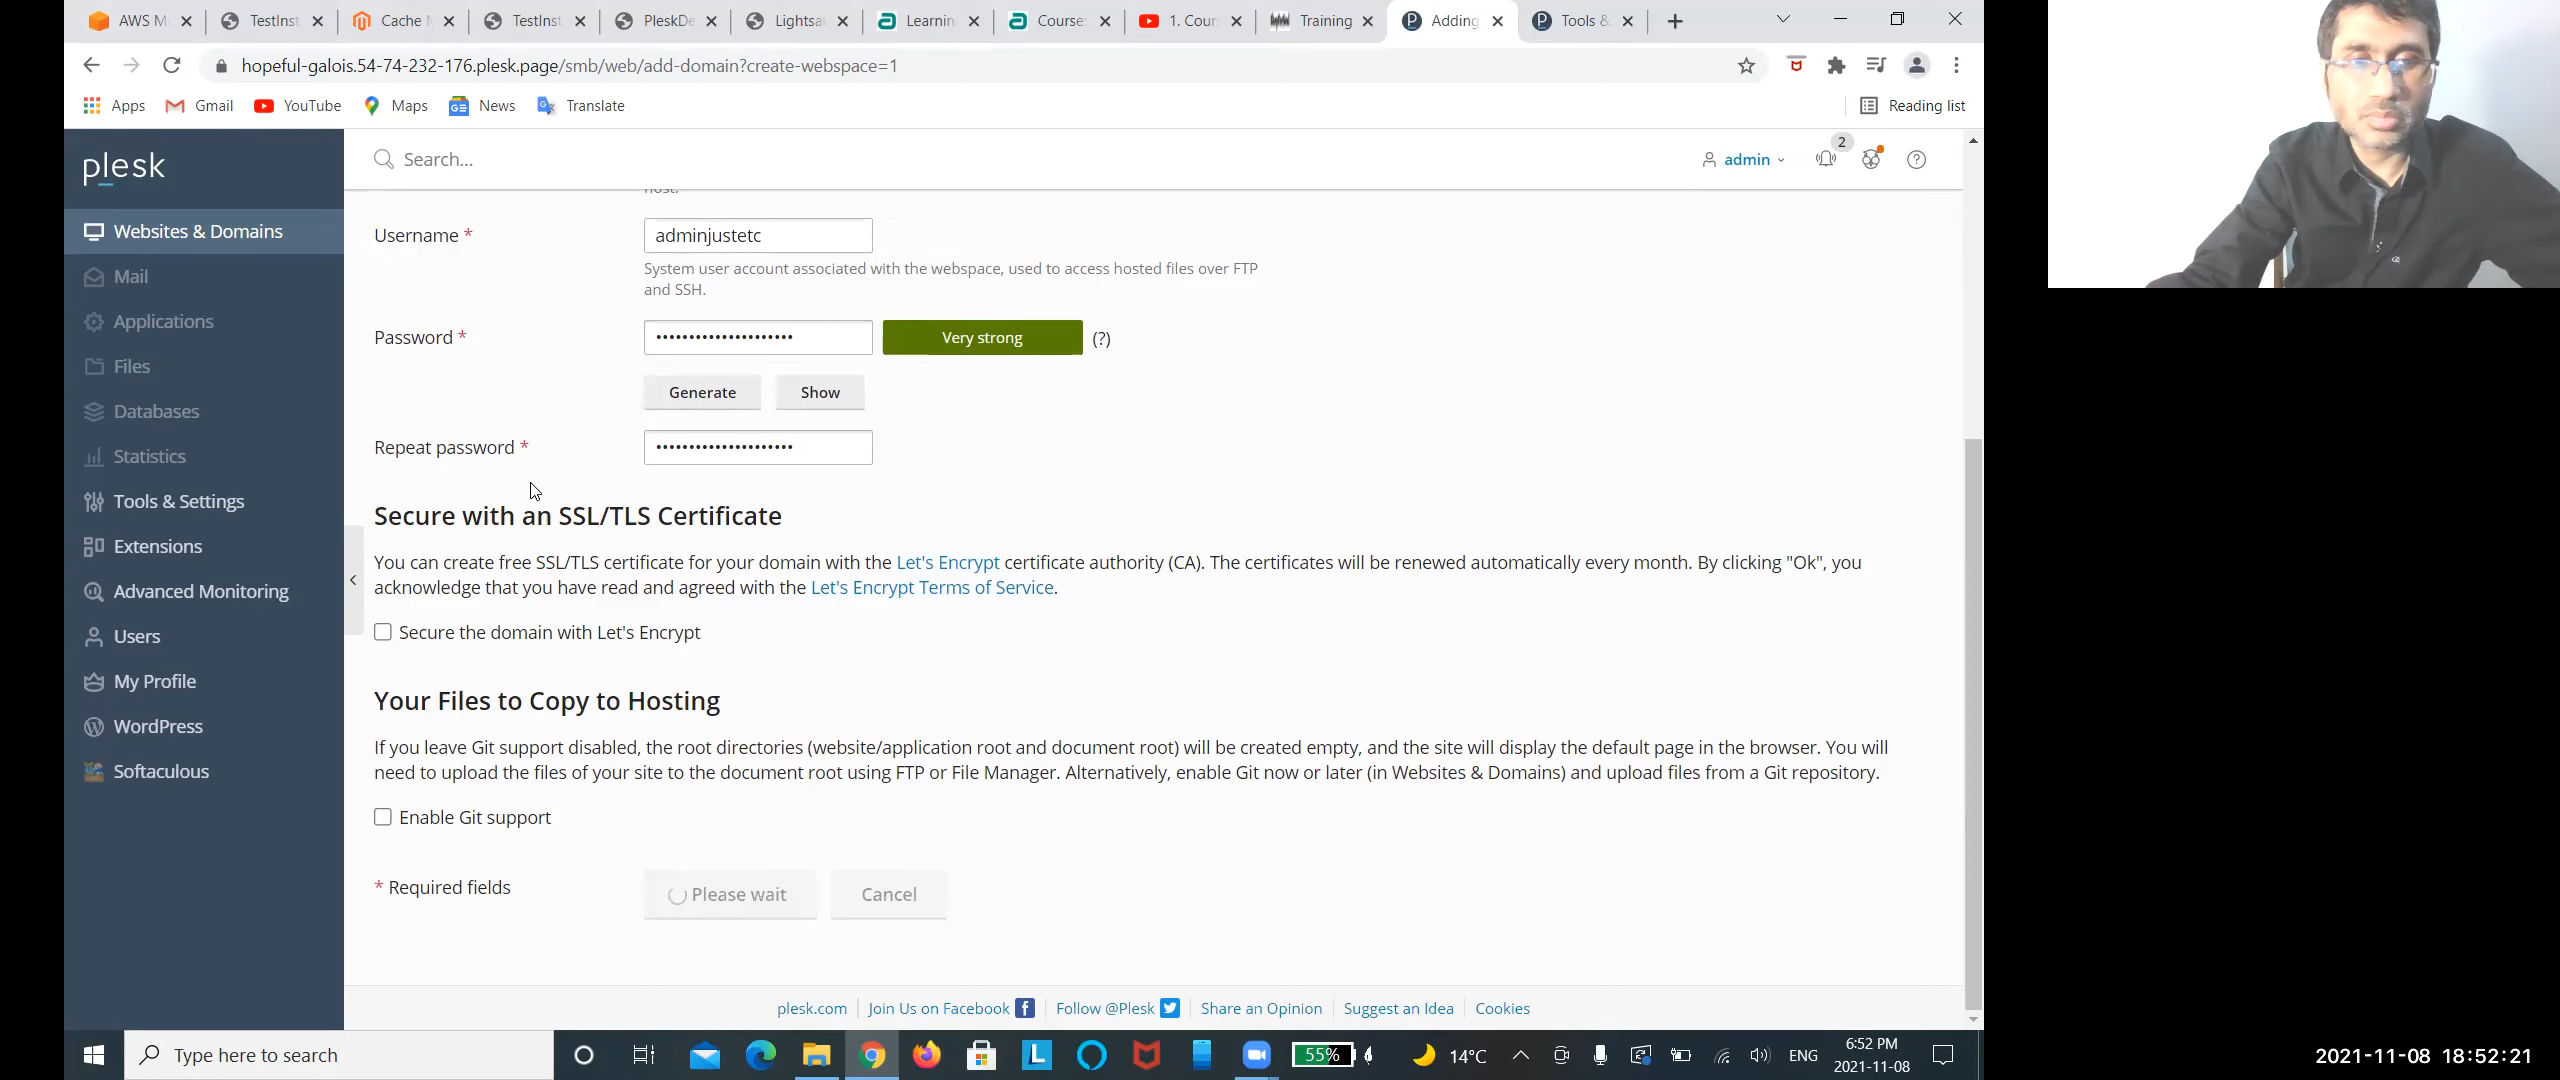 AWS M
TestInst
Cache
TestInst
PleskDe
Lightsa
Learnin
Course:
1. Cour
Training
Adding
Tools &
hopeful-galois.54-74-232-176.plesk.page/smb/web/add-domain?create-webspace=1
Apps
Gmail
YouTube
Maps
News
Translate
Reading list
plesk
Search...
admin
2
host.
Websites & Domains
Mail
Applications
Files
Databases
Statistics
Tools & Settings
Extensions
Advanced Monitoring
Users
My Profile
WordPress
Softaculous
Username *
adminjustetc
System user account associated with the webspace, used to access hosted files over FTP
and SSH.
Password *
•••••••••••••••••••••
Very strong
(?)
Generate
Show
Repeat password *
•••••••••••••••••••••
Secure with an SSL/TLS Certificate
You can create free SSL/TLS certificate for your domain with the Let's Encrypt certificate authority (CA). The certificates will be renewed automatically every month. By clicking "Ok", you
acknowledge that you have read and agreed with the Let's Encrypt Terms of Service.
Secure the domain with Let's Encrypt
Your Files to Copy to Hosting
If you leave Git support disabled, the root directories (website/application root and document root) will be created empty, and the site will display the default page in the browser. You will
need to upload the files of your site to the document root using FTP or File Manager. Alternatively, enable Git now or later (in Websites & Domains) and upload files from a Git repository.
Enable Git support
* Required fields
Please wait
Cancel
plesk.com
Join Us on Facebook
Follow @Plesk
Share an Opinion
Suggest an Idea
Cookies
Type here to search
55%
14°C
ENG
6:52 PM
2021-11-08
2021-11-08 18:52:21